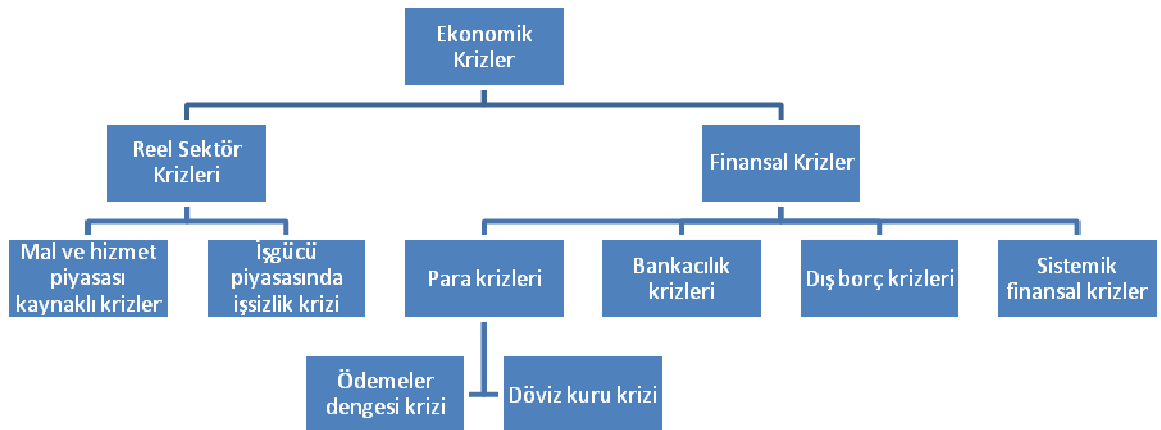 Ekonomik
Krizler
Reel Sektör
Krizleri
Finansal Krizler
Mal ve hizmet
piyasası
kaynaklı krizler
İşgücü
piyasasında
işsizlik krizi
Para krizleri
Bankacılık
krizleri
Dış borç krizleri
Sistemik
finansal krizler
Ödemeler
dengesi krizi
Döviz kuru krizi